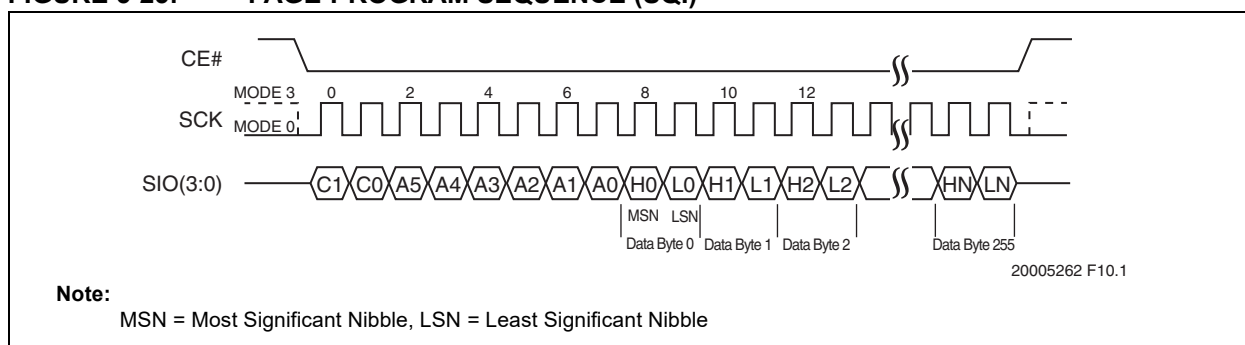 CE#
MODE 3 0 2 4 6 8 10 12
SCK MODE 0
SIO(3:0) C1 C0 A5 A4 A3 A2 A1 A0 H0 L0 H1 L1 H2 L2 HN LN
MSN LSN
Data Byte 0 Data Byte 1 Data Byte 2 Data Byte 255
20005262 F10.1
Note:
MSN = Most Significant Nibble, LSN = Least Significant Nibble